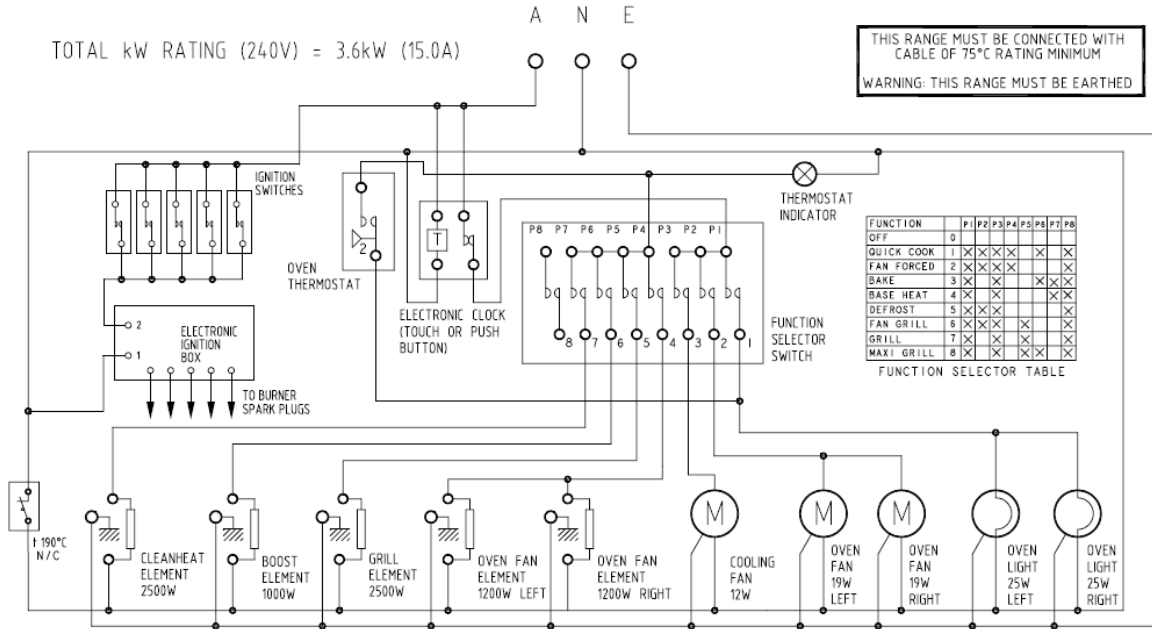 A N E
TOTAL kW RATING (240V) = 3.6kW (15.0A)
THIS RANGE MUST BE CONNECTED WITH
CABLE OF 75°C RATING MINIMUM
WARNING: THIS RANGE MUST BE EARTHED
IGNITION
SWITCHES
THERMOSTAT
INDICATOR
2
OVEN
THERMOSTAT
T
ELECTRONIC CLOCK
(TOUCH OR PUSH
BUTTON)
P8 P7 P6 P5 P4 P3 P2 P1
8 7 6 5 4 3 2 1
FUNCTION
SELECTOR
SWITCH
FUNCTION P1 P2 P3 P4 P5 P6 P7 P8
OFF 0
QUICK COOK 1 X X X X X X
FAN FORCED 2 X X X X X
BAKE 3 X X X X X
BASE HEAT 4 X X X X
DEFROST 5 X X X X
FAN GRILL 6 X X X X X
GRILL 7 X X X X
MAXI GRILL 8 X X X X X
FUNCTION SELECTOR TABLE
2
1
ELECTRONIC
IGNITION
BOX
TO BURNER
SPARK PLUGS
t 190°C
N/C
CLEANHEAT
ELEMENT
2500W
BOOST
ELEMENT
1000W
GRILL
ELEMENT
2500W
OVEN FAN
ELEMENT
1200W LEFT
OVEN FAN
ELEMENT
1200W RIGHT
M
COOLING
FAN
12W
M
OVEN
FAN
19W
LEFT
M
OVEN
FAN
19W
RIGHT
OVEN
LIGHT
25W
LEFT
OVEN
LIGHT
25W
RIGHT